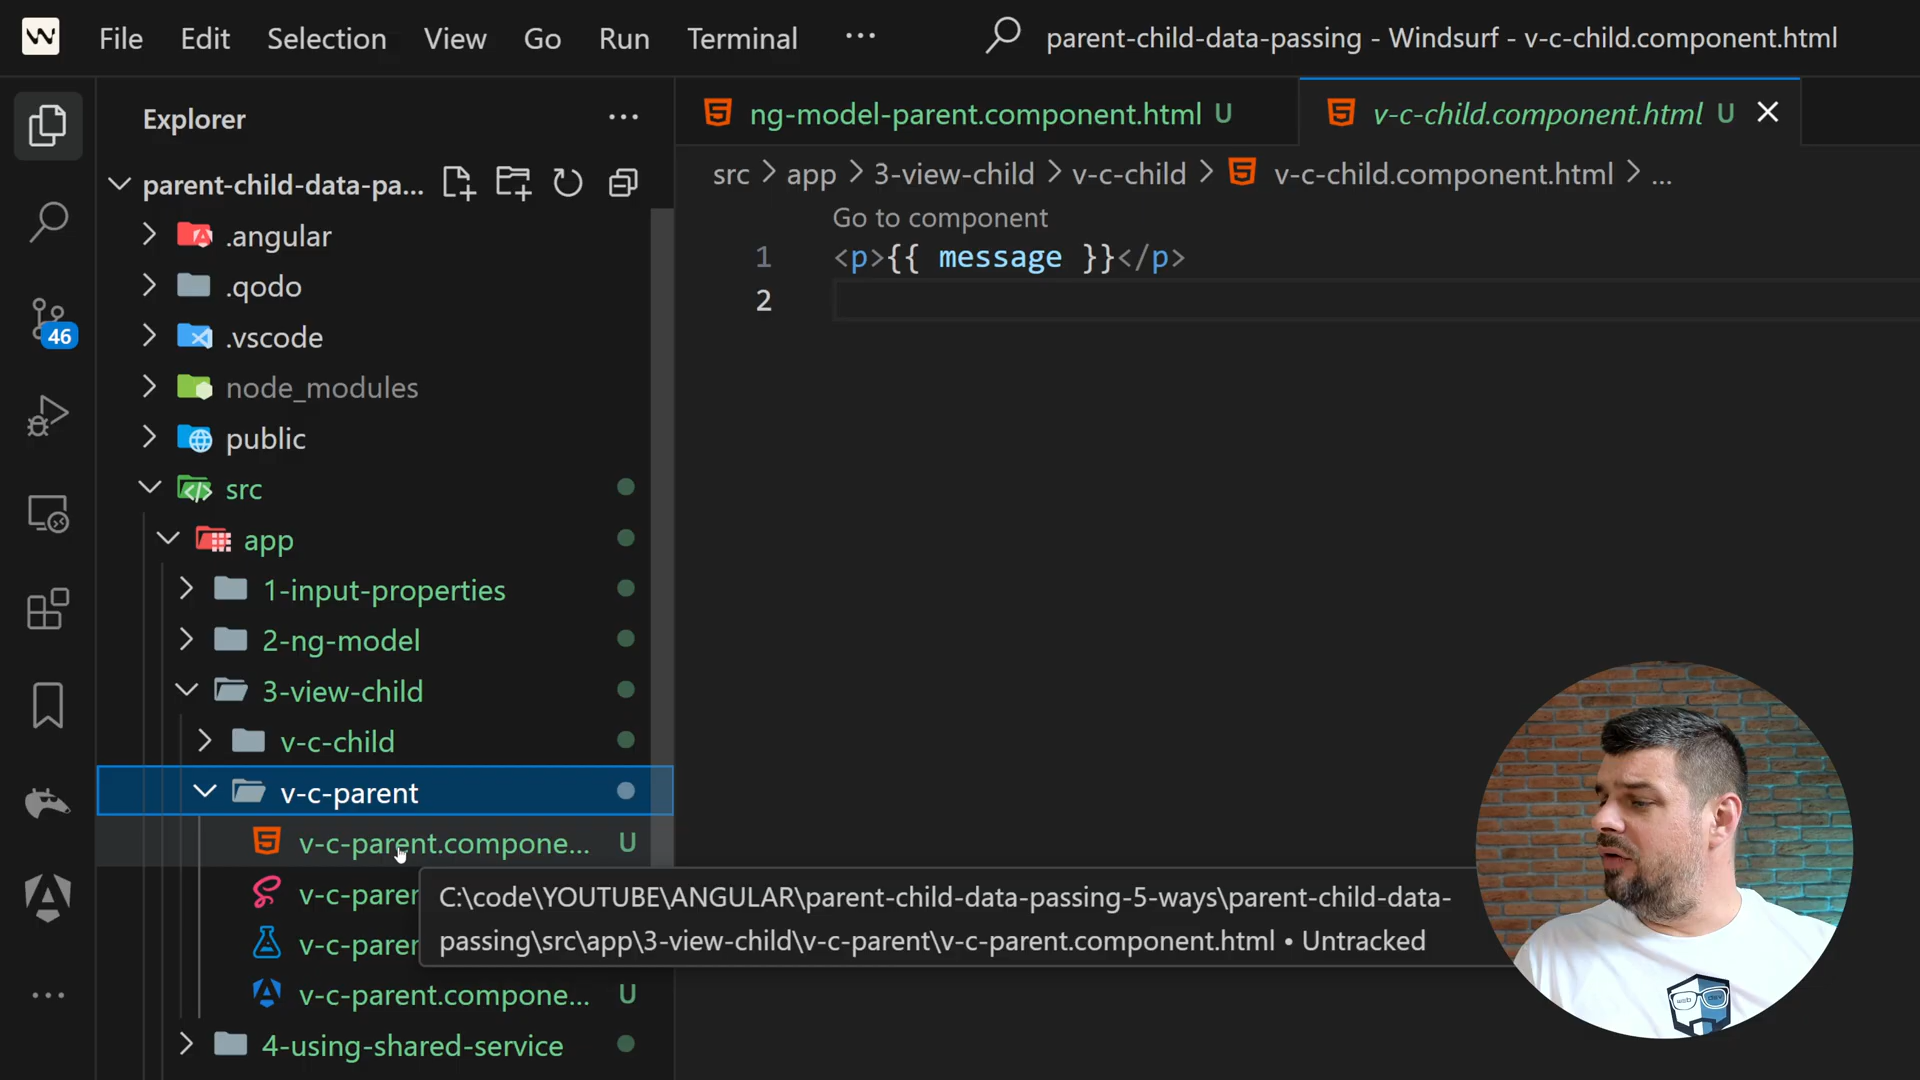 W File Edit Selection View Go Run Terminal ... parent-child-data-passing - Windsurf - v-c-child.component.html
Explorer ...
parent-child-data-pa...
.angular
.qodo
.vscode
node_modules
public
src
app
1-input-properties
2-ng-model
3-view-child
v-c-child
v-c-parent
v-c-parent.compone... U
v-c-parer
v-c-parer
v-c-parent.compone... U
4-using-shared-service
46
ng-model-parent.component.html U
v-c-child.component.html U
src > app > 3-view-child > v-c-child > v-c-child.component.html > ...
Go to component
1 <p>{{ message }}</p>
2
C:\code\YOUTUBE\ANGULAR\parent-child-data-passing-5-ways\parent-child-data-
passing\src\app\3-view-child\v-c-parent\v-c-parent.component.html • Untracked
web dev